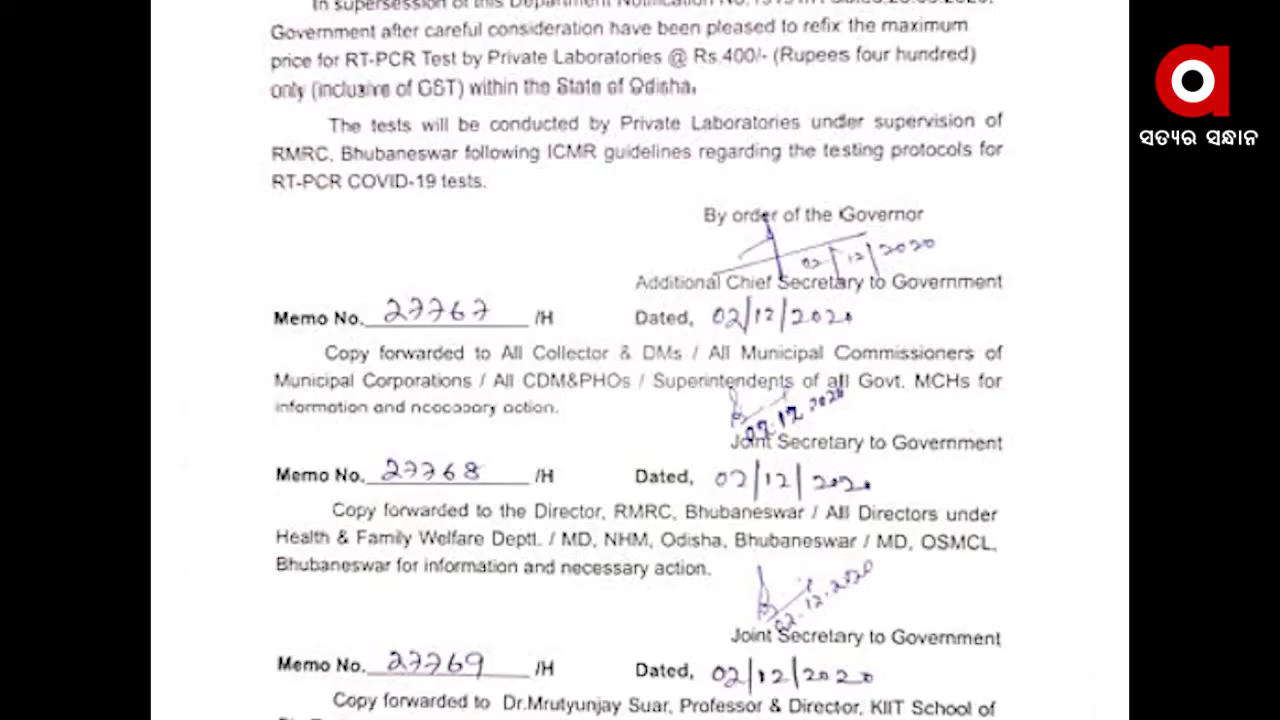 In supersession of this Department Notification No.
Government after careful consideration have been pleased to refix the maximum
price for RT-PCR Test by Private Laboratories @ Rs.400/- (Rupees four hundred)
only (inclusive of GST) within the State of Odisha.
The tests will be conducted by Private Laboratories under supervision of
RMRC, Bhubaneswar following ICMR guidelines regarding the testing protocols for
RT-PCR COVID-19 tests.
By order of the Governor
02/12/2020
Additional Chief Secretary to Government
Memo No. 27767 /H Dated, 02/12/2020
Copy forwarded to All Collector & DMs / All Municipal Commissioners of
Municipal Corporations / All CDM&PHOs / Superintendents of all Govt. MCHs for
information and necessary action.
02.12.2020
Joint Secretary to Government
Memo No. 27768 /H Dated, 02/12/2020
Copy forwarded to the Director, RMRC, Bhubaneswar / All Directors under
Health & Family Welfare Deptt. / MD, NHM, Odisha, Bhubaneswar / MD, OSMCL,
Bhubaneswar for information and necessary action.
02.12.2020
Joint Secretary to Government
Memo No. 27769 /H Dated, 02/12/2020
Copy forwarded to Dr.Mrutyunjay Suar, Professor & Director, KIIT School of
ସତ୍ୟର ସନ୍ଧାନ